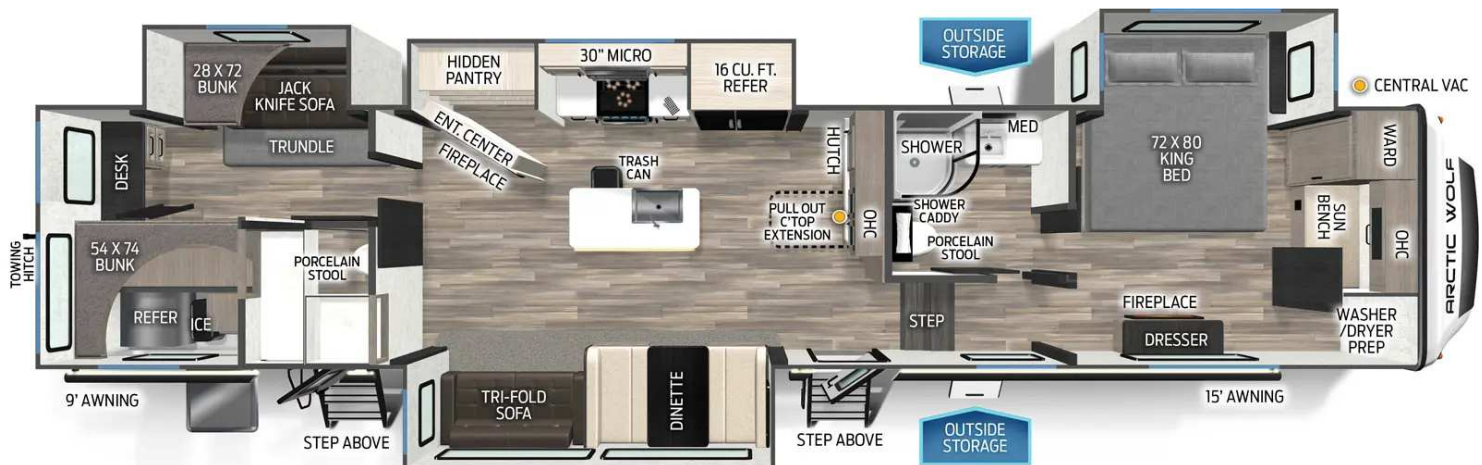 OUTSIDE
STORAGE
HIDDEN
PANTRY
30" MICRO
28 X 72
BUNK
JACK
KNIFE SOFA
16 CU. FT.
REFER
CENTRAL VAC
ENT. CENTER
FIREPLACE
HUTCH
MED
SHOWER
TRUNDLE
DESK
TRASH
CAN
72 X 80
KING
BED
WARD
PULL OUT
C'TOP
EXTENSION
OHC
SHOWER
CADDY
PORCELAIN
STOOL
SUN
BENCH
OHC
ARCTIC WOLF
TOWING
HITCH
54 X 74
BUNK
PORCELAIN
STOOL
REFER
ICE
STEP
FIREPLACE
DRESSER
WASHER
/DRYER
PREP
9' AWNING
STEP ABOVE
TRI-FOLD
SOFA
DINETTE
STEP ABOVE
15' AWNING
OUTSIDE
STORAGE